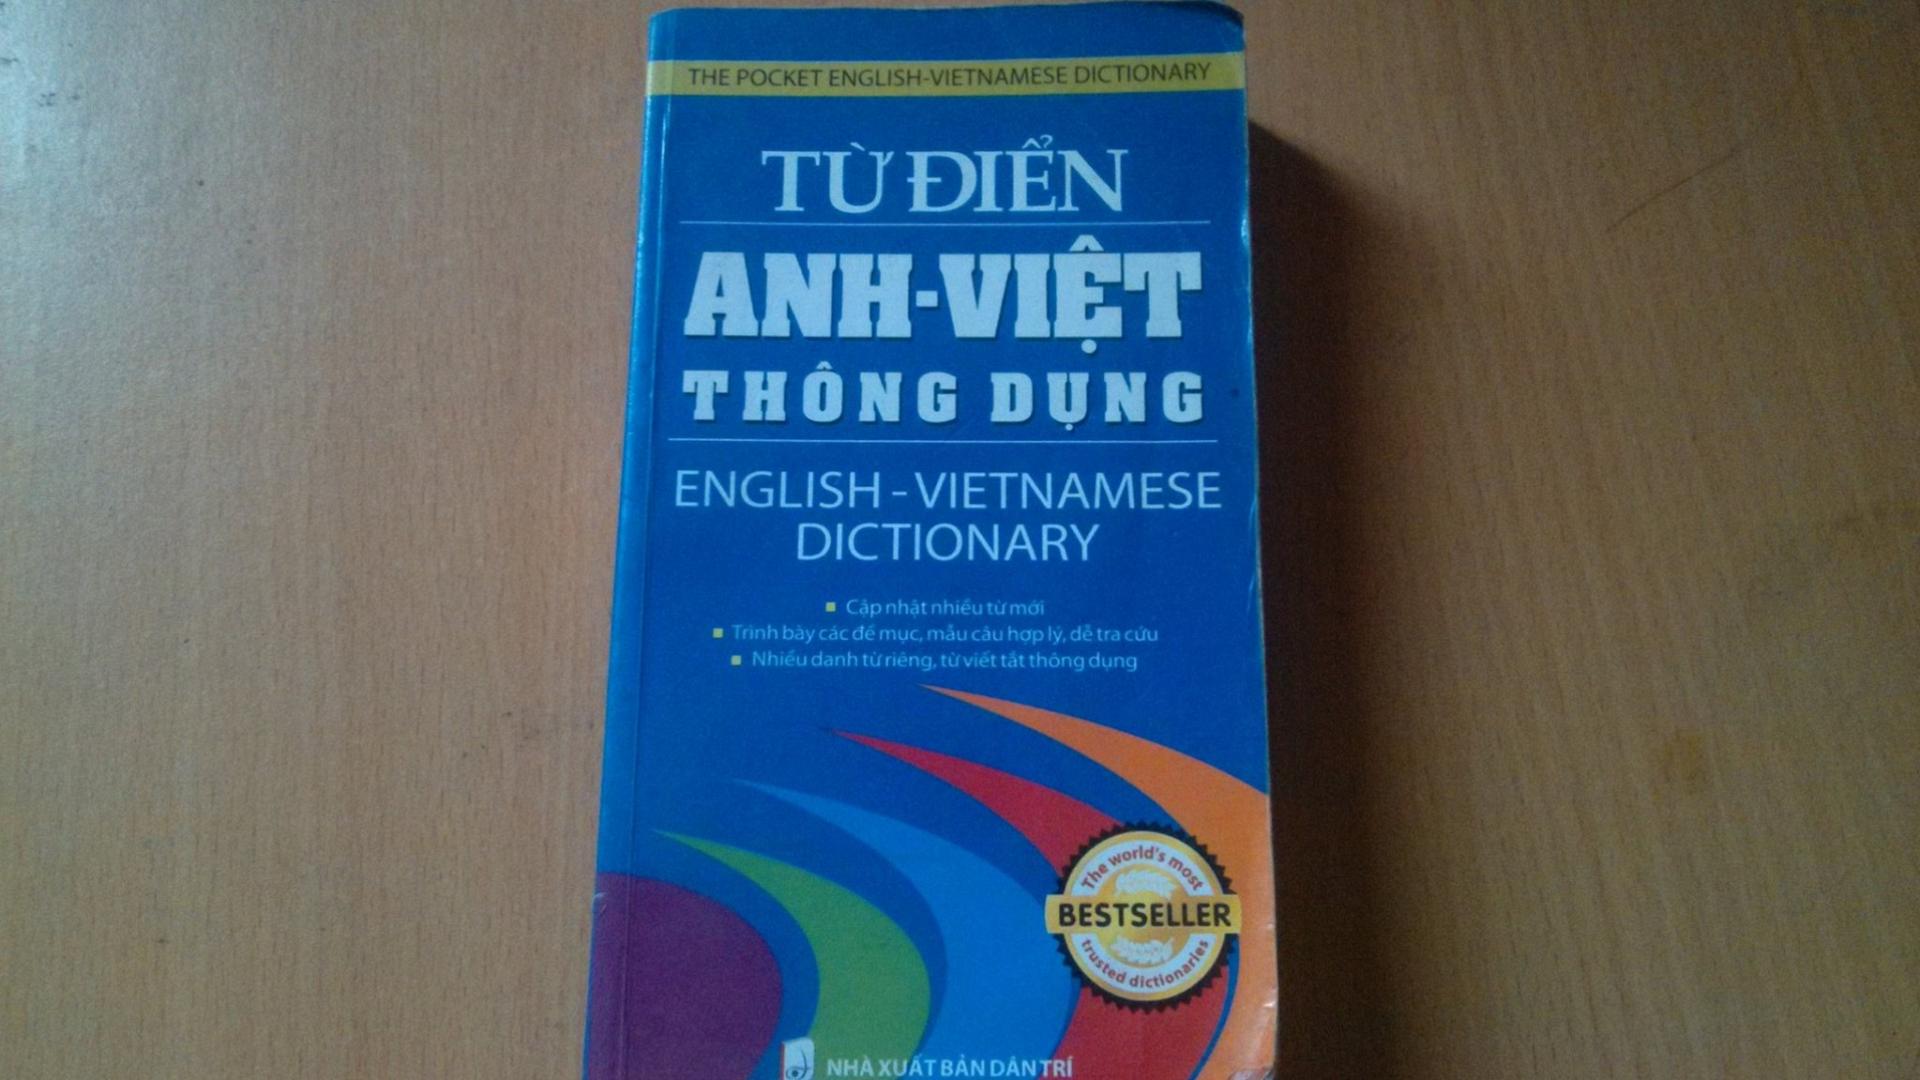 THE POCKET ENGLISH-VIETNAMESE DICTIONARY
TỪ ĐIỂN
ANH-VIỆT
THÔNG DỤNG
ENGLISH - VIETNAMESE
DICTIONARY
Cập nhật nhiều từ mới
Trình bày các đề mục, mẫu câu hợp lý, dễ tra cứu
Nhiều danh từ riêng, từ viết tắt thông dụng
The world's most
BESTSELLER
trusted dictionaries
NHÀ XUẤT BẢN DÂN TRÍ